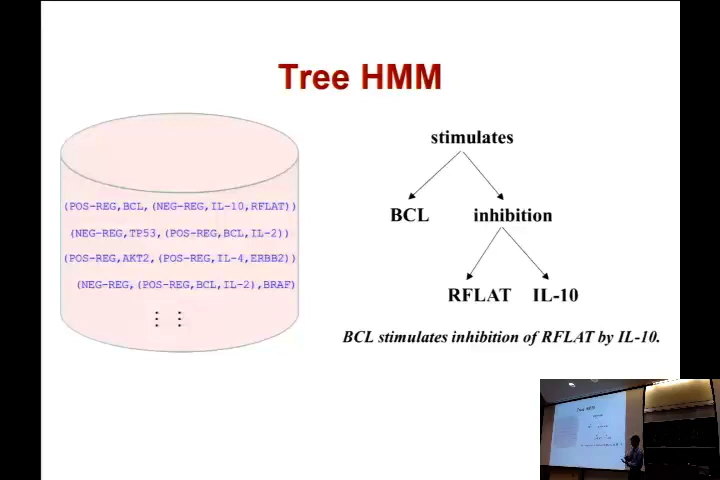 Tree HMM
(POS-REG,BCL,(NEG-REG,IL-10,RFLAT))
(NEG-REG,TP53,(POS-REG,BCL,IL-2))
(POS-REG,AKT2,(POS-REG,IL-4,ERBB2))
(NEG-REG,(POS-REG,BCL,IL-2),BRAF)
stimulates
BCL inhibition
RFLAT IL-10
BCL stimulates inhibition of RFLAT by IL-10.
Tree HMM